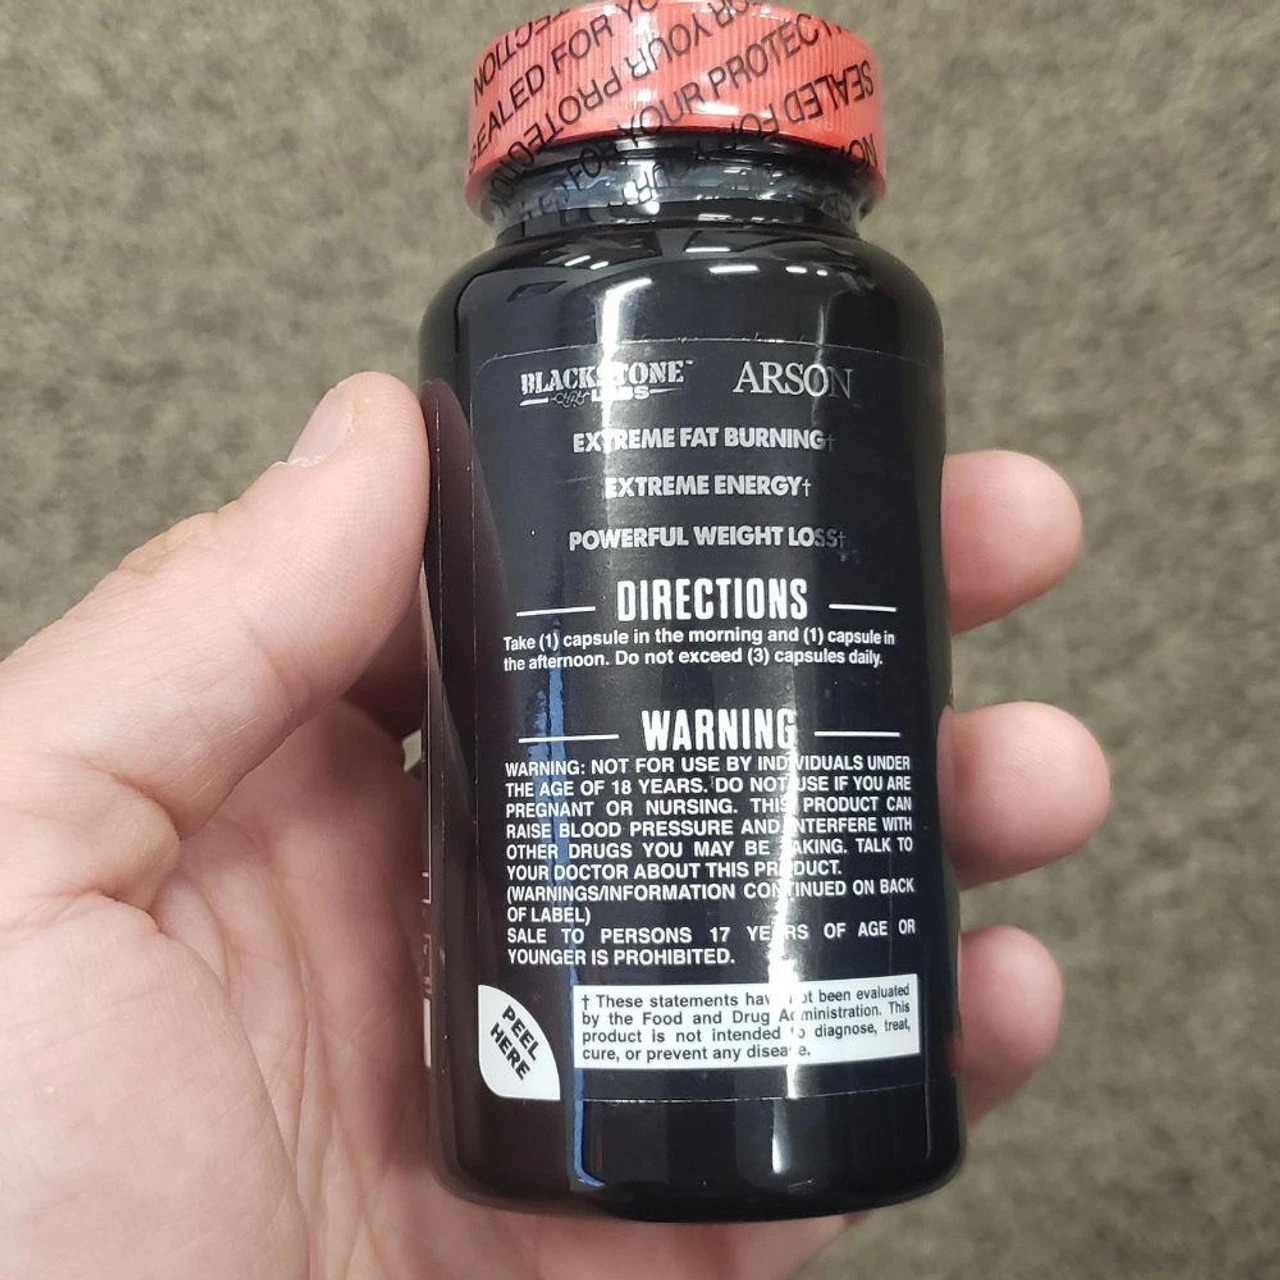 SEALED FOR YOUR PROTECTION
BLACKSTONE™ ARSON
LABS
EXTREME FAT BURNING†
EXTREME ENERGY†
POWERFUL WEIGHT LOSS†
DIRECTIONS
Take (1) capsule in the morning and (1) capsule in
the afternoon. Do not exceed (3) capsules daily.
WARNING
WARNING: NOT FOR USE BY INDIVIDUALS UNDER
THE AGE OF 18 YEARS. DO NOT USE IF YOU ARE
PREGNANT OR NURSING. THIS PRODUCT CAN
RAISE BLOOD PRESSURE AND INTERFERE WITH
OTHER DRUGS YOU MAY BE TAKING. TALK TO
YOUR DOCTOR ABOUT THIS PRODUCT.
(WARNINGS/INFORMATION CONTINUED ON BACK
OF LABEL)
SALE TO PERSONS 17 YEARS OF AGE OR
YOUNGER IS PROHIBITED.
† These statements have not been evaluated
by the Food and Drug Administration. This
product is not intended to diagnose, treat,
cure, or prevent any disease.
PEEL
HERE